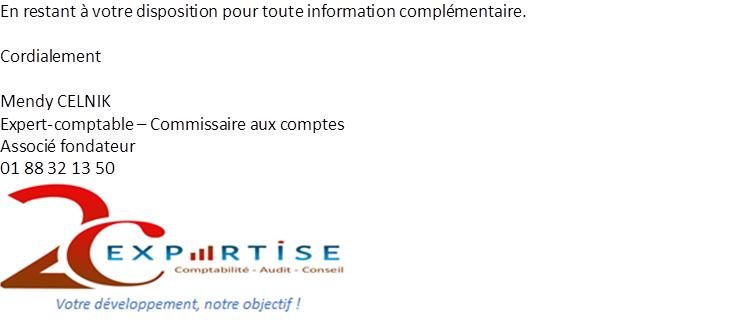 En restant à votre disposition pour toute information complémentaire.
Cordialement
Mendy CELNIK
Expert-comptable – Commissaire aux comptes
Associé fondateur
01 88 32 13 50
2C EXPERTISE
Comptabilité - Audit - Conseil
Votre développement, notre objectif !